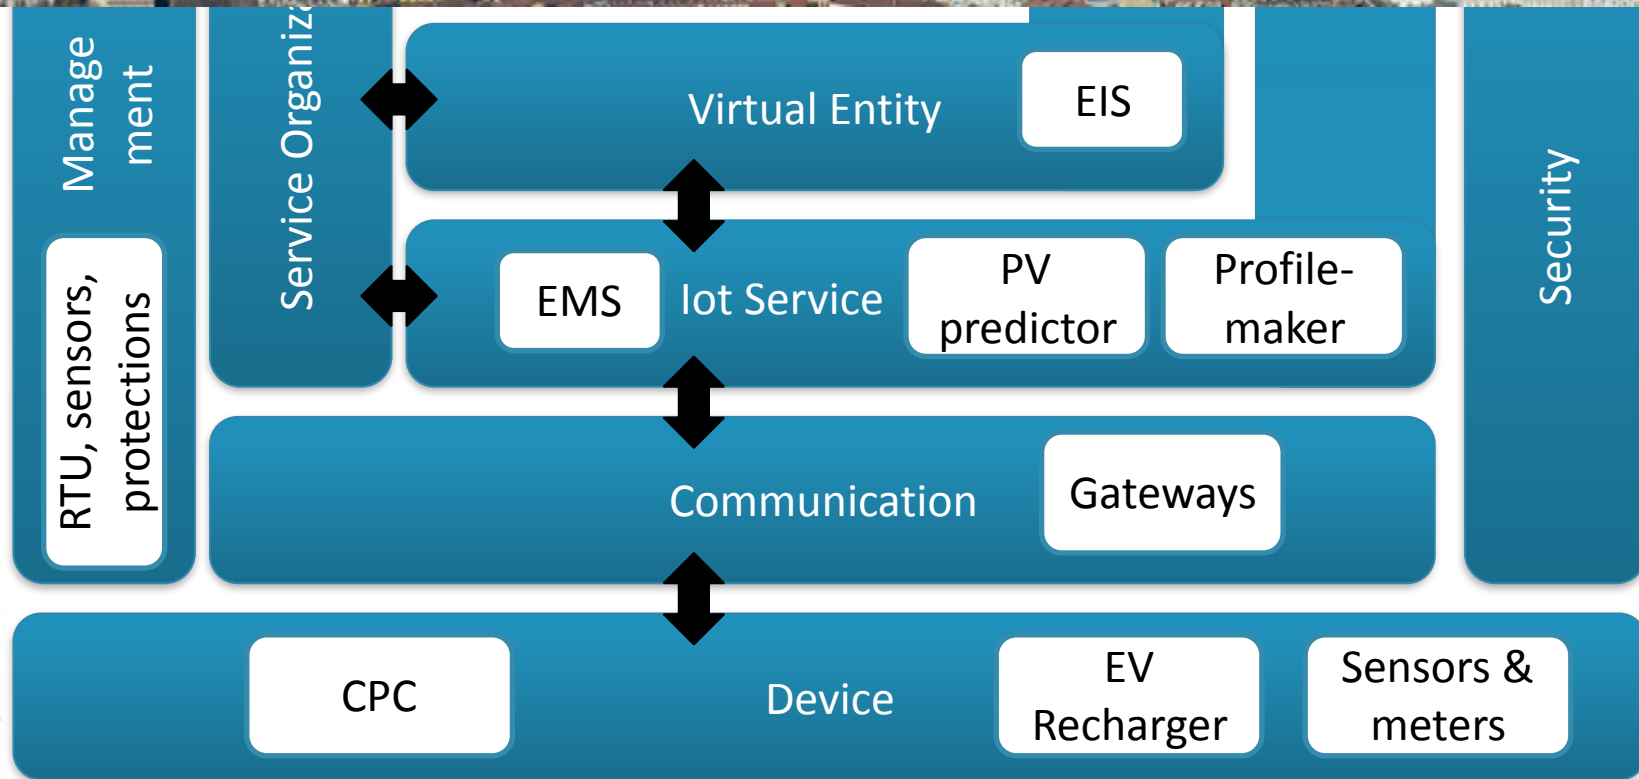 Manage
ment
RTU, sensors,
protections
Service
Virtual Entity
EIS
EMS
Iot Service
PV
predictor
Profile-
maker
Security
Communication
Gateways
CPC
Device
EV
Recharger
Sensors &
meters